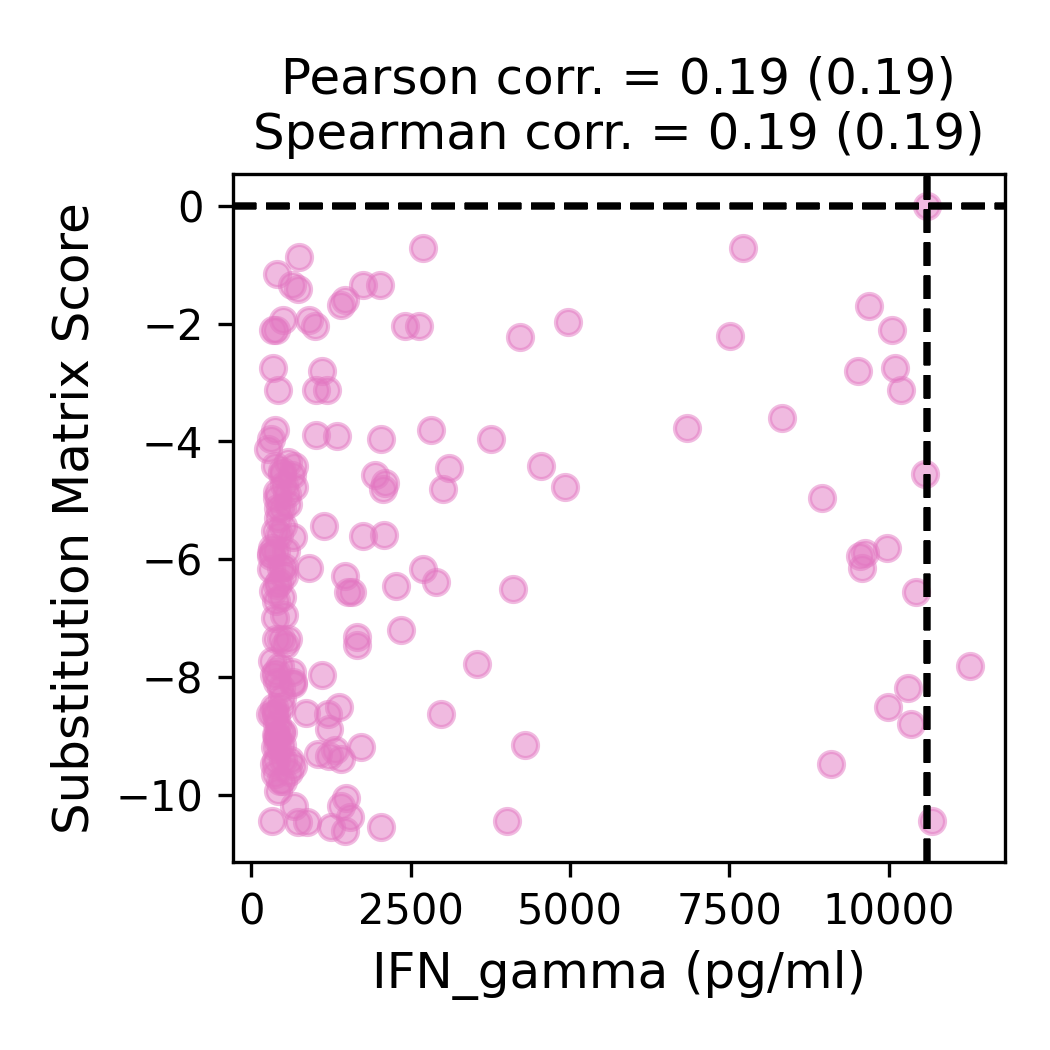 Pearson corr. = 0.19 (0.19)
Spearman corr. = 0.19 (0.19)
Substitution Matrix Score
0
−2
−4
−6
−8
−10
0 2500 5000 7500 10000
IFN_gamma (pg/ml)